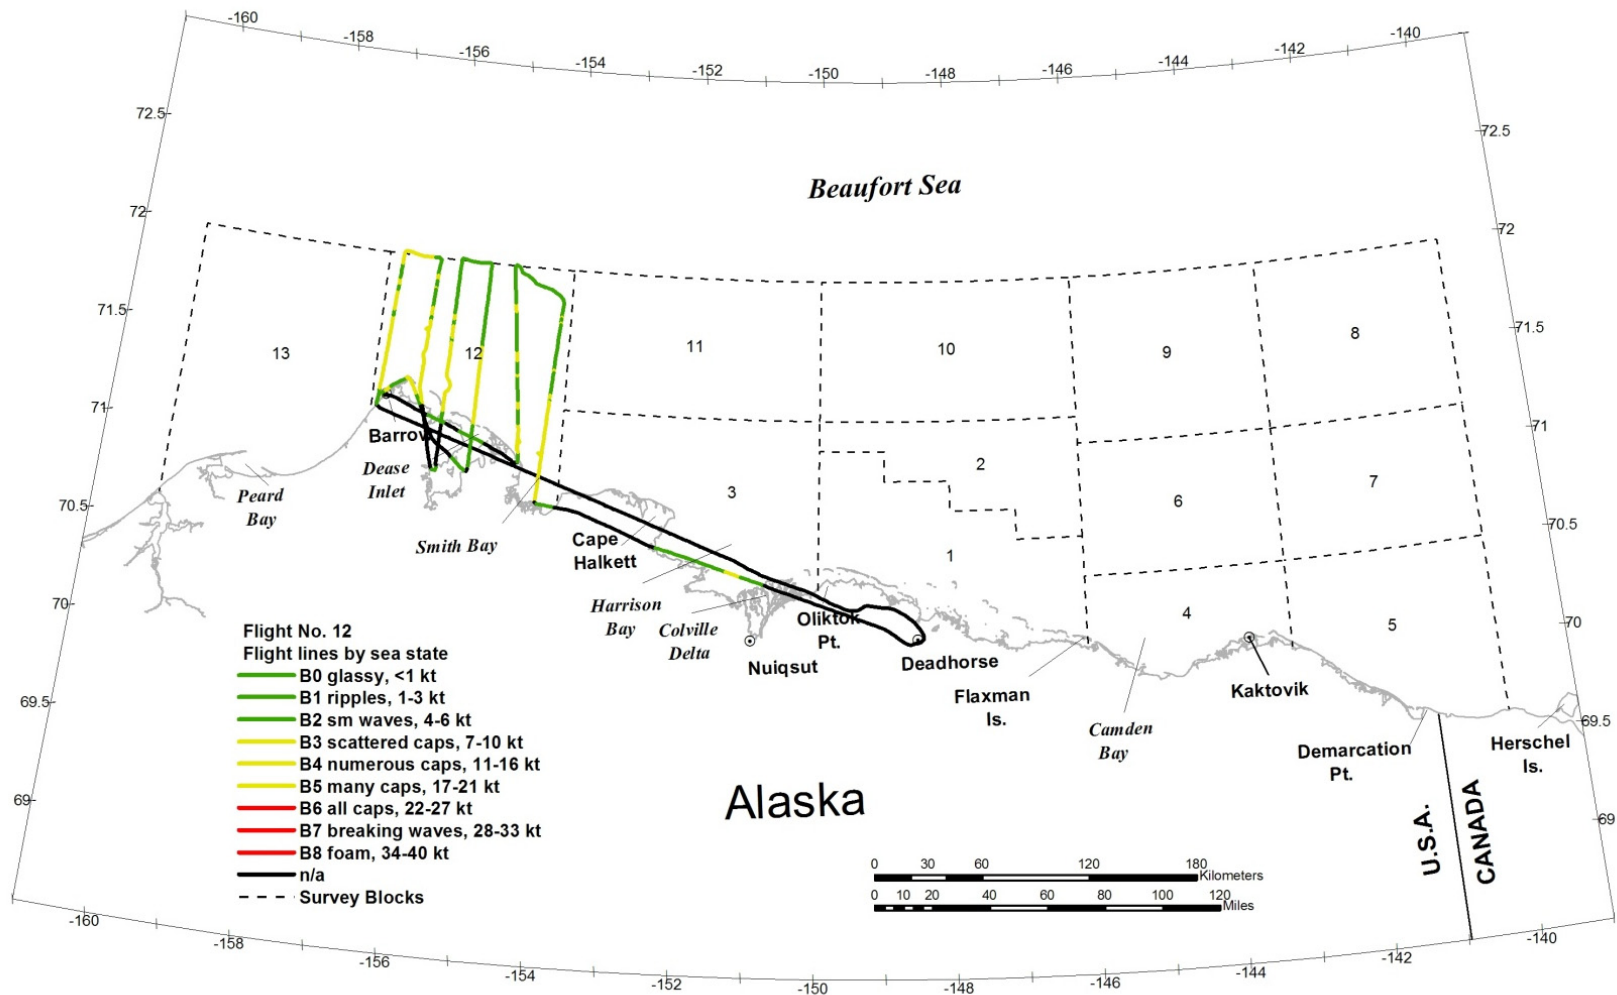 -160
-158
-156
-154
-152
-150
-148
-146
-144
-142
-140
72.5
72.5
72
72
71.5
71.5
71
71
70.5
70.5
70
70
69.5
69.5
69
69
Beaufort Sea
13
12
11
10
9
8
3
2
1
6
7
4
5
Barrow
Dease
Inlet
Peard
Bay
Smith Bay
Cape
Halkett
Harrison
Bay
Colville
Delta
Oliktok
Pt.
Nuiqsut
Deadhorse
Flaxman
Is.
Camden
Bay
Kaktovik
Demarcation
Pt.
Herschel
Is.
Alaska
U.S.A.
CANADA
Flight No. 12
Flight lines by sea state
B0 glassy, <1 kt
B1 ripples, 1-3 kt
B2 sm waves, 4-6 kt
B3 scattered caps, 7-10 kt
B4 numerous caps, 11-16 kt
B5 many caps, 17-21 kt
B6 all caps, 22-27 kt
B7 breaking waves, 28-33 kt
B8 foam, 34-40 kt
n/a
Survey Blocks
0 30 60 120 180
Kilometers
0 10 20 40 60 80 100 120
Miles
-160
-158
-156
-154
-152
-150
-148
-146
-144
-142
-140